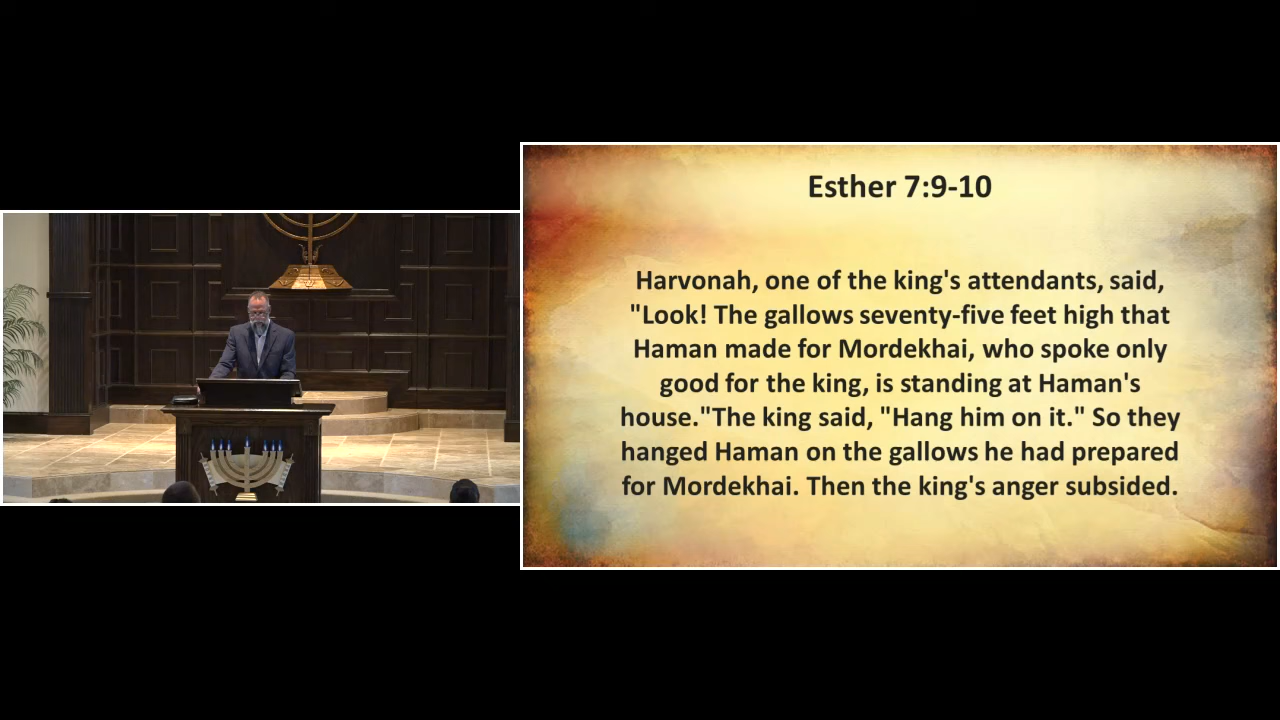 Esther 7:9-10
Harvonah, one of the king's attendants, said,
"Look! The gallows seventy-five feet high that
Haman made for Mordekhai, who spoke only
good for the king, is standing at Haman's
house."The king said, "Hang him on it." So they
hanged Haman on the gallows he had prepared
for Mordekhai. Then the king's anger subsided.